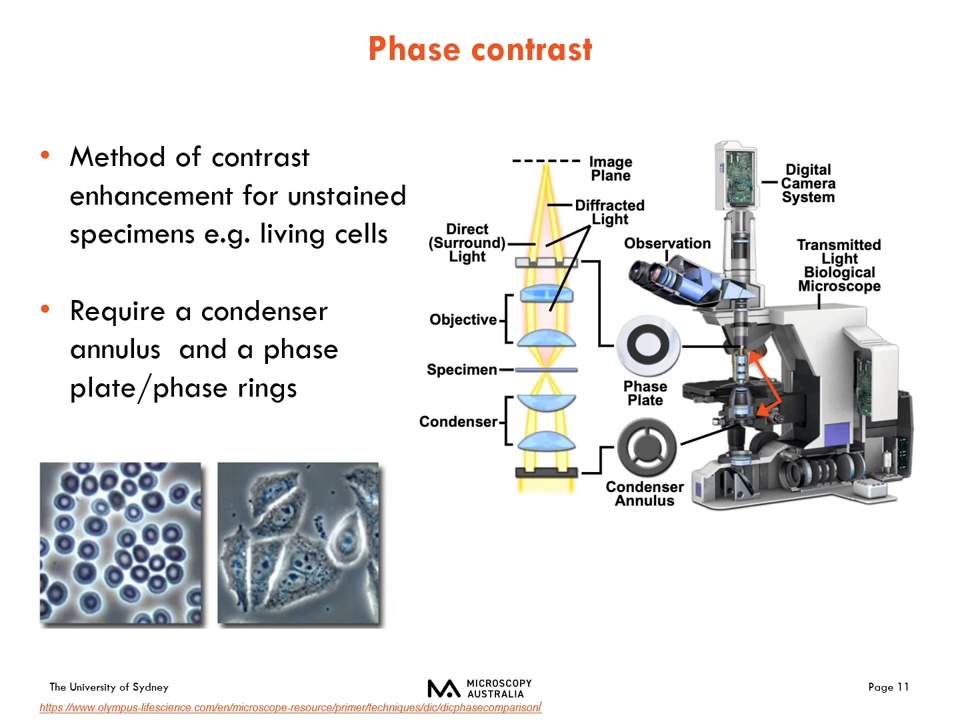 Phase contrast
• Method of contrast
enhancement for unstained
specimens e.g. living cells
• Require a condenser
annulus and a phase
plate/phase rings
Image
Plane
Diffracted
Light
Direct
(Surround)
Light
Objective
Specimen
Condenser
Observation
Digital
Camera
System
Transmitted
Light
Biological
Microscope
Phase
Plate
Condenser
Annulus
The University of Sydney
MICROSCOPY
AUSTRALIA
Page 11
https://www.olympus-lifescience.com/en/microscope-resource/primer/techniques/dic/dicphasecomparison/